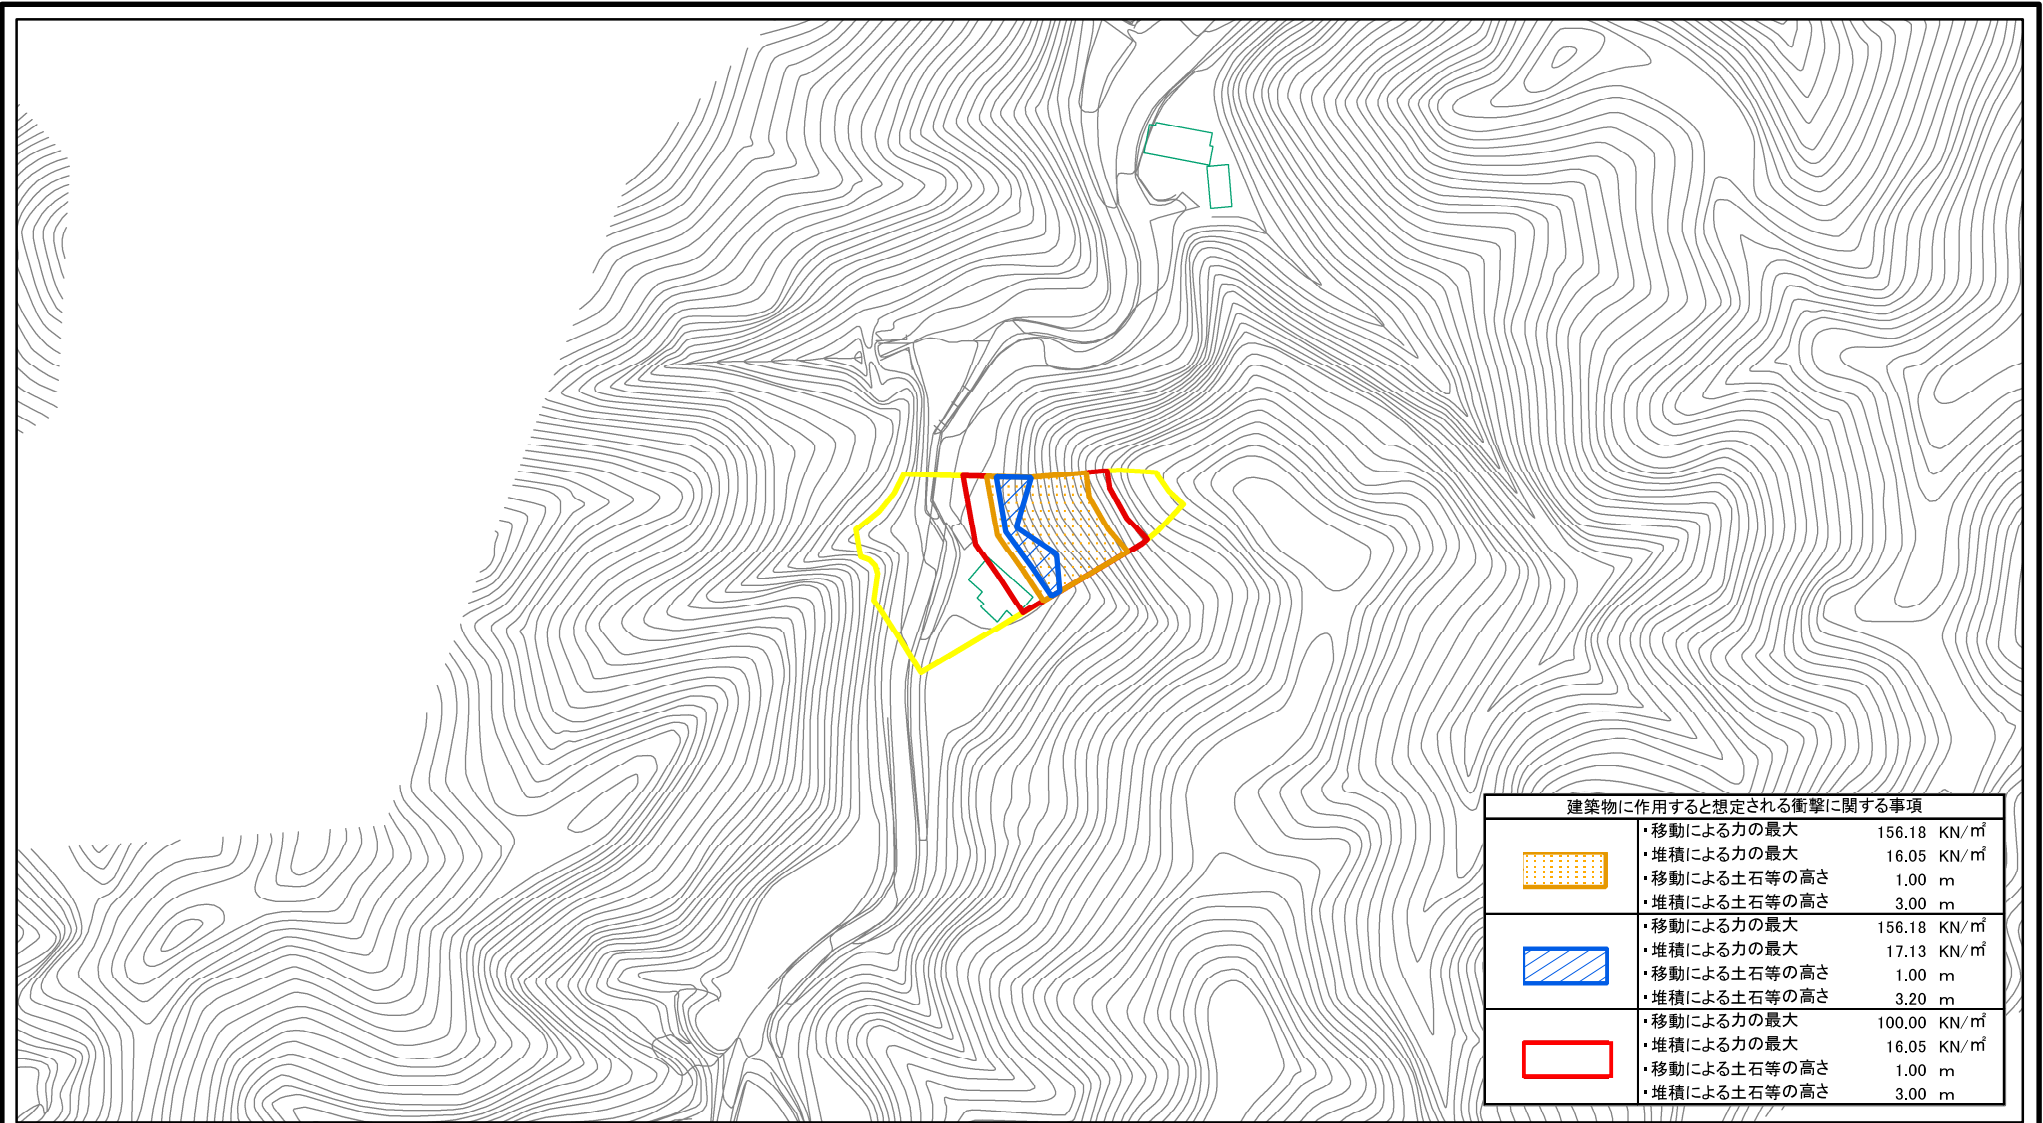 建築物に作用すると想定される衝撃に関する事項
・移動による力の最大 156.18 KN/㎡
・堆積による力の最大 16.05 KN/㎡
・移動による土石等の高さ 1.00 m
・堆積による土石等の高さ 3.00 m
・移動による力の最大 156.18 KN/㎡
・堆積による力の最大 17.13 KN/㎡
・移動による土石等の高さ 1.00 m
・堆積による土石等の高さ 3.20 m
・移動による力の最大 100.00 KN/㎡
・堆積による力の最大 16.05 KN/㎡
・移動による土石等の高さ 1.00 m
・堆積による土石等の高さ 3.00 m